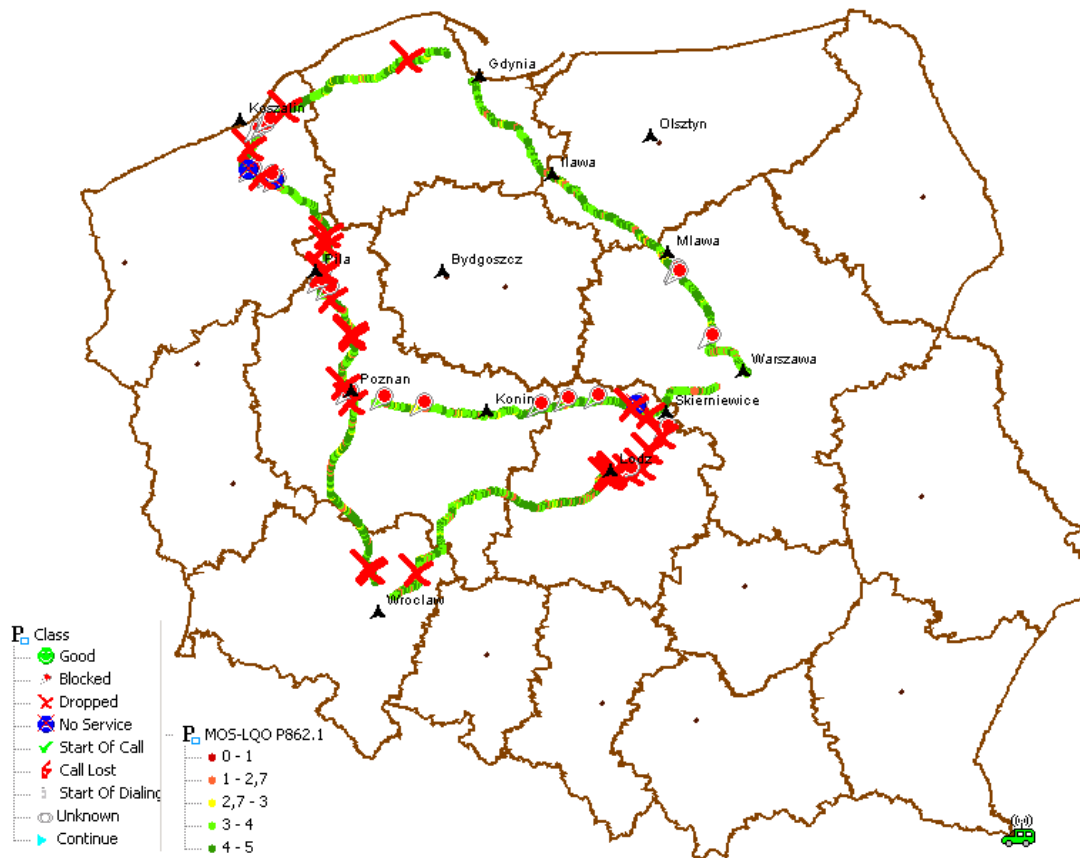 Gdynia
Koszalin
Olsztyn
Ilawa
Mlawa
Pila
Bydgoszcz
Warszawa
Poznan
Konin
Skierniewice
Lodz
Wroclaw
P Class
Good
Blocked
Dropped
No Service
Start Of Call
Call Lost
Start Of Dialing
Unknown
Continue
P MOS-LQO P862.1
0 - 1
1 - 2,7
2,7 - 3
3 - 4
4-5